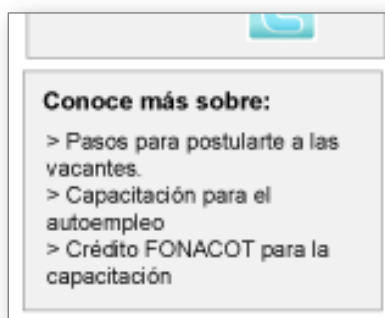 Conoce más sobre:
> Pasos para postularte a las
vacantes.
> Capacitación para el
autoempleo
> Crédito FONACOT para la
capacitación